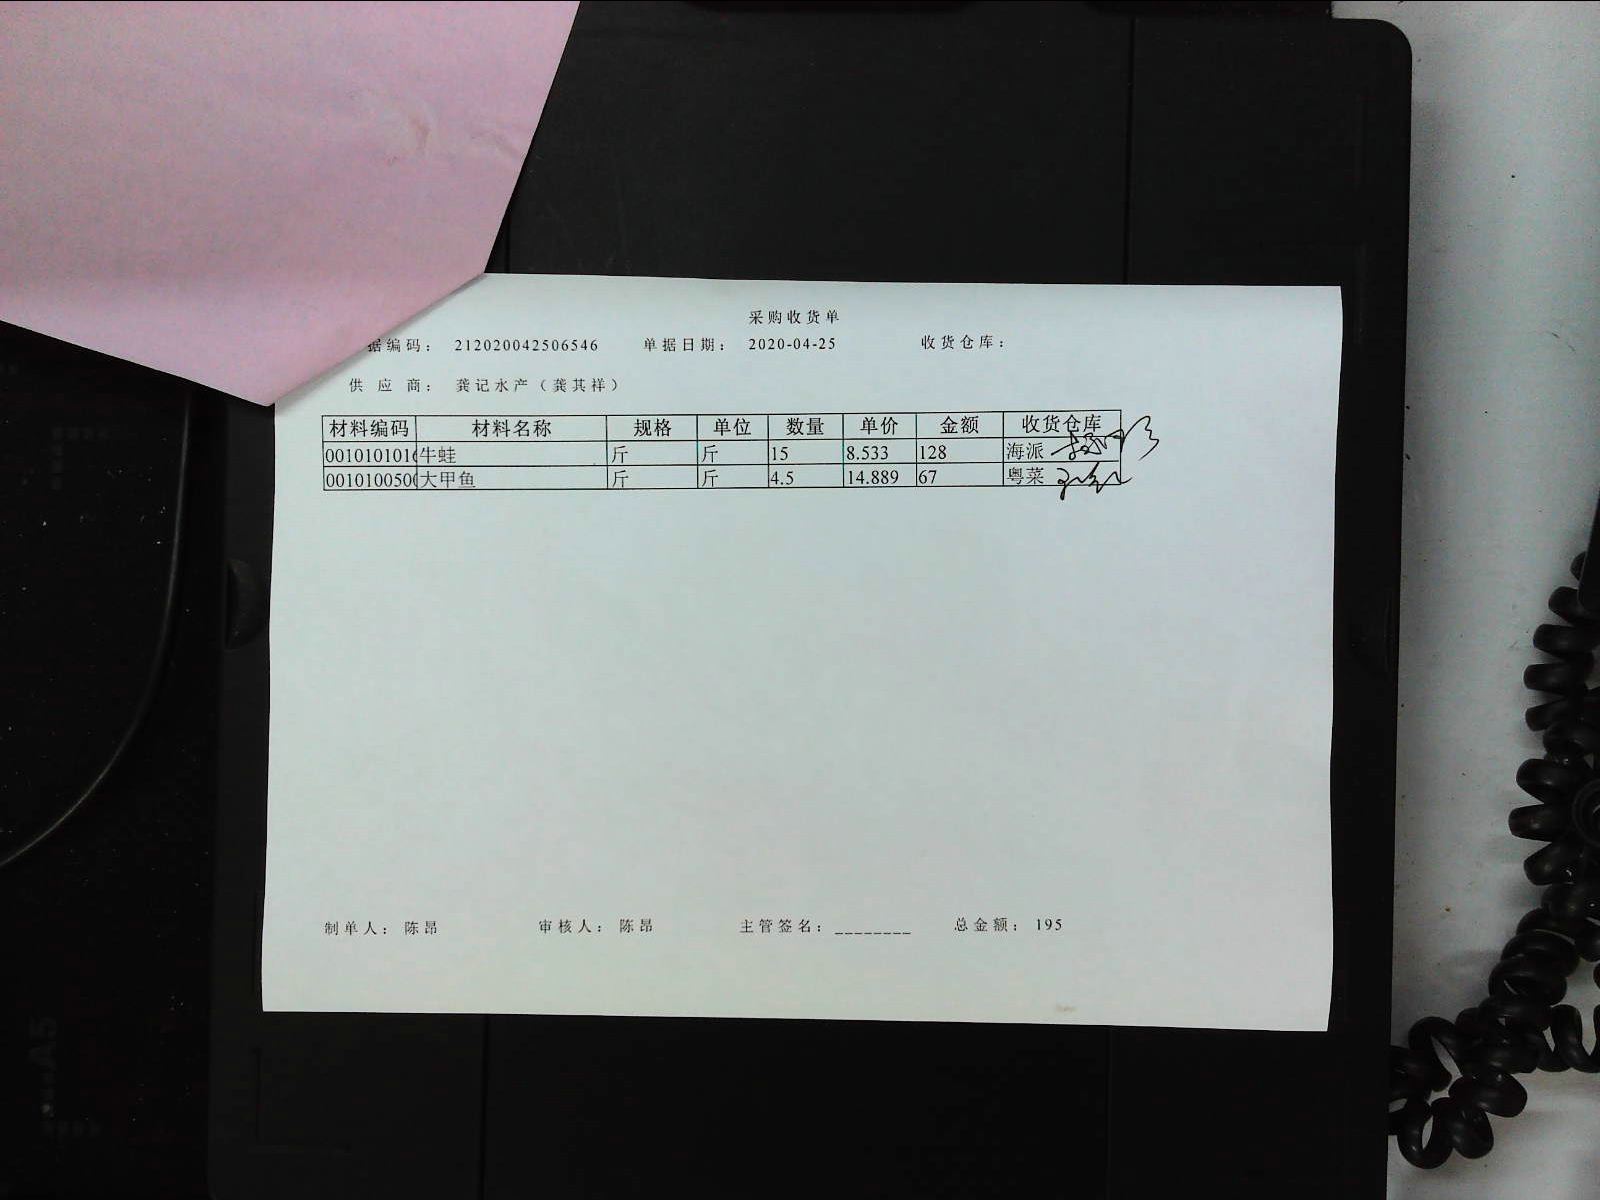 采购收货单
据编码： 212020042506546 单据日期： 2020-04-25 收货仓库：
供 应 商： 龚记水产（龚其祥）
材料编码 材料名称 规格 单位 数量 单价 金额 收货仓库
001010101 牛蛙 斤 斤 15 8.533 128 海派
001010050 大甲鱼 斤 斤 4.5 14.889 67 粤菜
制单人： 陈昂 审核人： 陈昂 主管签名：________ 总金额： 195
A5